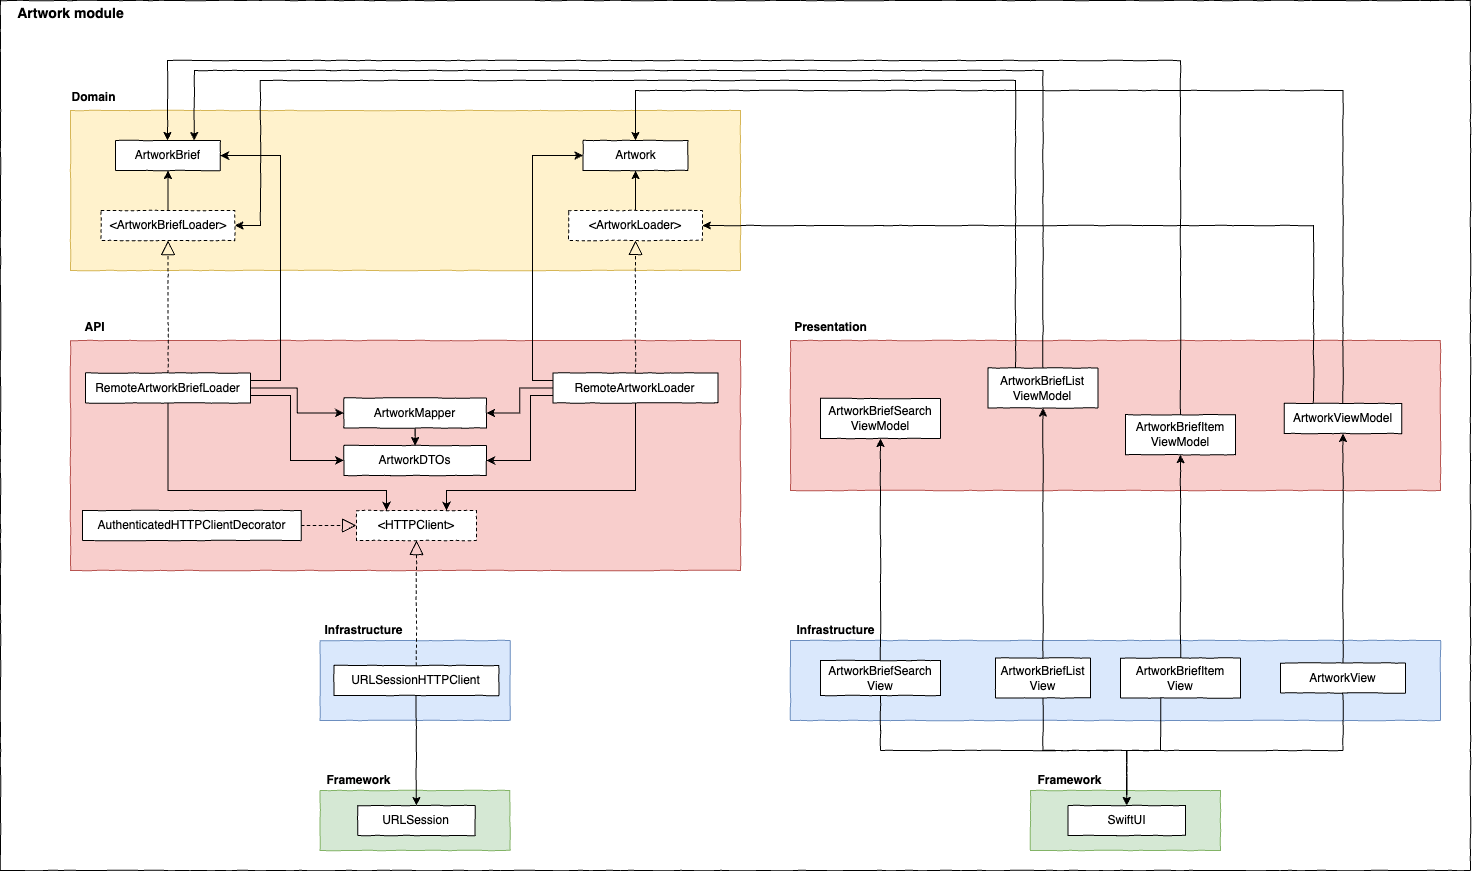 Artwork module
Domain
ArtworkBrief
Artwork
<ArtworkBriefLoader>
<ArtworkLoader>
API
RemoteArtworkBriefLoader
RemoteArtworkLoader
ArtworkMapper
ArtworkDTOs
AuthenticatedHTTPClientDecorator
<HTTPClient>
Presentation
ArtworkBriefSearch
ViewModel
ArtworkBriefList
ViewModel
ArtworkBriefItem
ViewModel
ArtworkViewModel
Infrastructure
URLSessionHTTPClient
Infrastructure
ArtworkBriefSearch
View
ArtworkBriefList
View
ArtworkBriefItem
View
ArtworkView
Framework
URLSession
Framework
SwiftUI